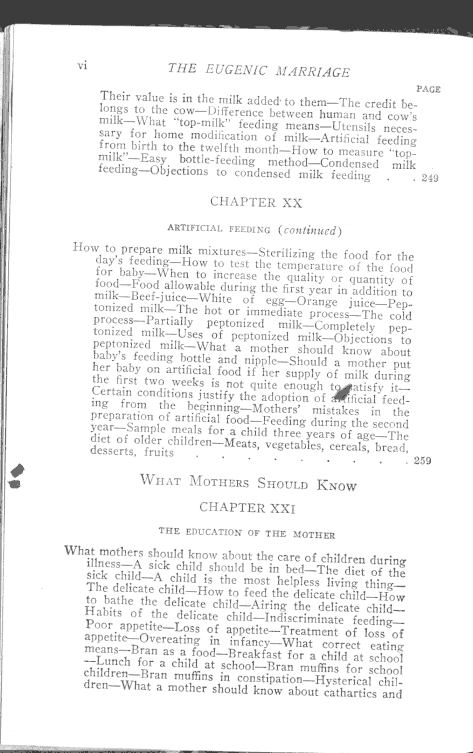 vi THE EUGENIC MARRIAGE
PAGE
Their value is in the milk added to them—The credit be-
longs to the cow—Difference between human and cow's
milk—What "top-milk" feeding means—Utensils neces-
sary for home modification of milk—Artificial feeding
from birth to the twelfth month—How to measure "top-
milk"—Easy bottle-feeding method—Condensed milk
feeding—Objections to condensed milk feeding . . 249
CHAPTER XX
ARTIFICIAL FEEDING (continued)
How to prepare milk mixtures—Sterilizing the food for the
day's feeding—How to test the temperature of the food
for baby—When to increase the quality or quantity of
food—Food allowable during the first year in addition to
milk—Beef-juice—White of egg—Orange juice—Pep-
tonized milk—The hot or immediate process—The cold
process—Partially peptonized milk—Completely pep-
tonized milk—Uses of peptonized milk—Objections to
peptonized milk—What a mother should know about
baby's feeding bottle and nipple—Should a mother put
her baby on artificial food if her supply of milk during
the first two weeks is not quite enough to satisfy it—
Certain conditions justify the adoption of artificial feed-
ing from the beginning—Mothers' mistakes in the
preparation of artificial food—Feeding during the second
year—Sample meals for a child three years of age—The
diet of older children—Meats, vegetables, cereals, bread,
desserts, fruits . . . . . . . . 259
WHAT MOTHERS SHOULD KNOW
CHAPTER XXI
THE EDUCATION OF THE MOTHER
What mothers should know about the care of children during
illness—A sick child should be in bed—The diet of the
sick child—A child is the most helpless living thing—
The delicate child—How to feed the delicate child—How
to bathe the delicate child—Airing the delicate child—
Habits of the delicate child—Indiscriminate feeding—
Poor appetite—Loss of appetite—Treatment of loss of
appetite—Overeating in infancy—What correct eating
means—Bran as a food—Breakfast for a child at school
—Lunch for a child at school—Bran muffins for school
children—Bran muffins in constipation—Hysterical chil-
dren—What a mother should know about cathartics and